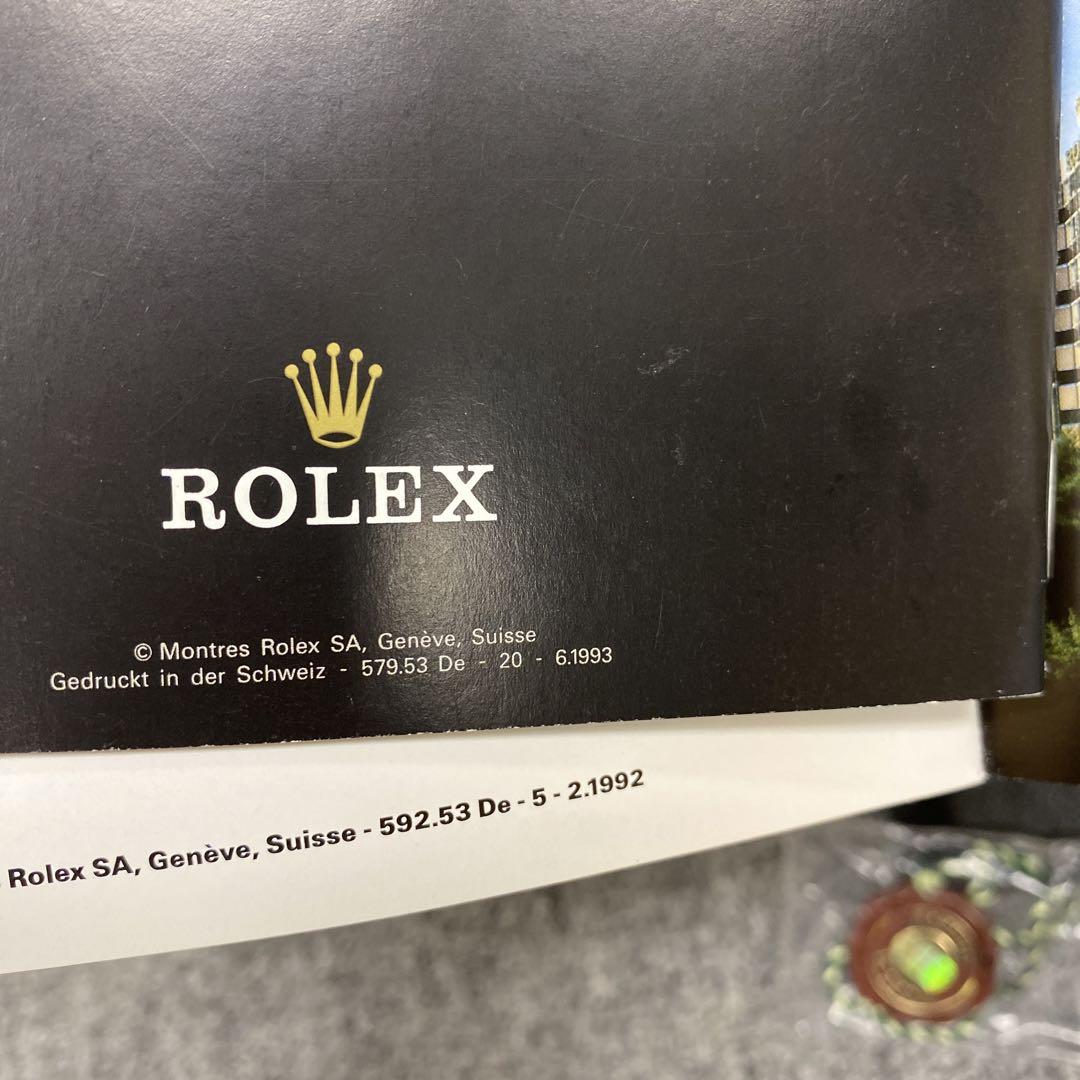 ROLEX
© Montres Rolex SA, Genève, Suisse
Gedruckt in der Schweiz - 579.53 De - 20 - 6.1993
Rolex SA, Genève, Suisse - 592.53 De - 5 - 2.1992